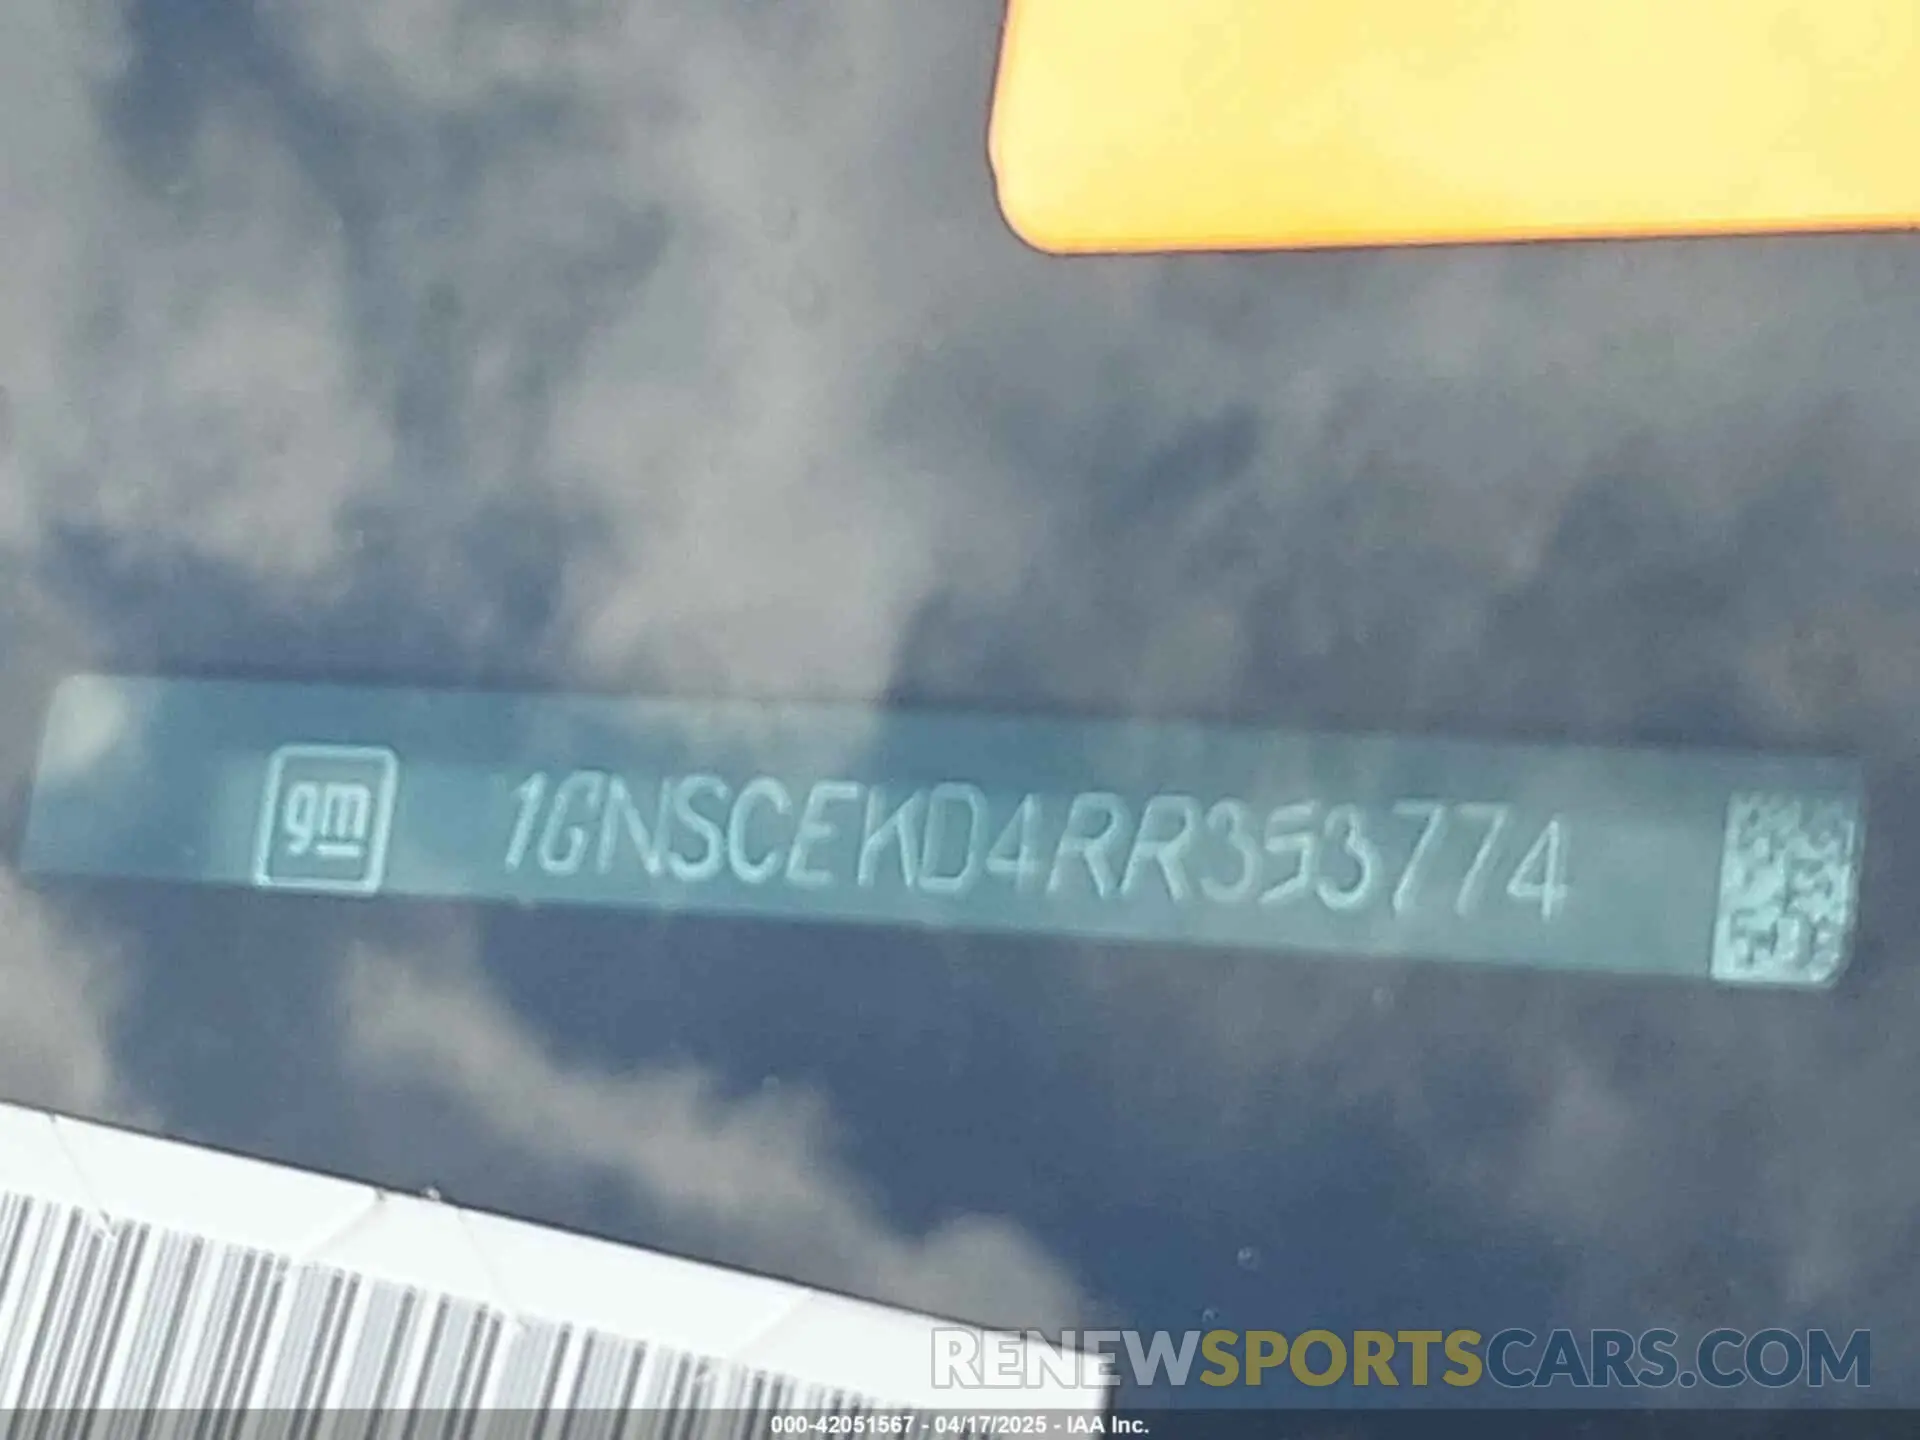 gm 1GNSCEKD4RR353774
RENEWSPORTSCARS.COM
000-42051567 - 04/17/2025 - IAA Inc.